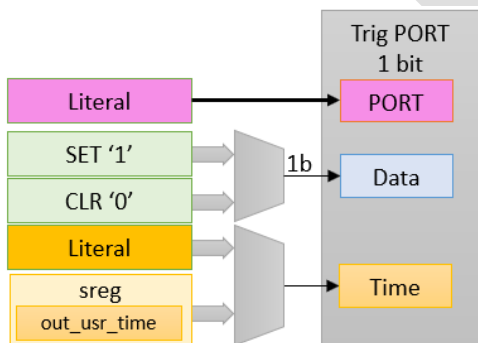 Trig PORT
1 bit
Literal
PORT
SET ‘1’
1b
Data
CLR ‘0’
Literal
sreg
Time
out_usr_time